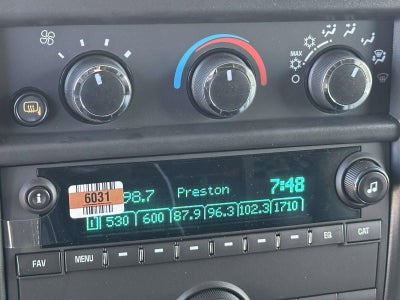 MAX
6031
98.7 Preston 7:48
1 530 600 87.9 96.3 102.3 1710
i
FAV MENU EQ CAT